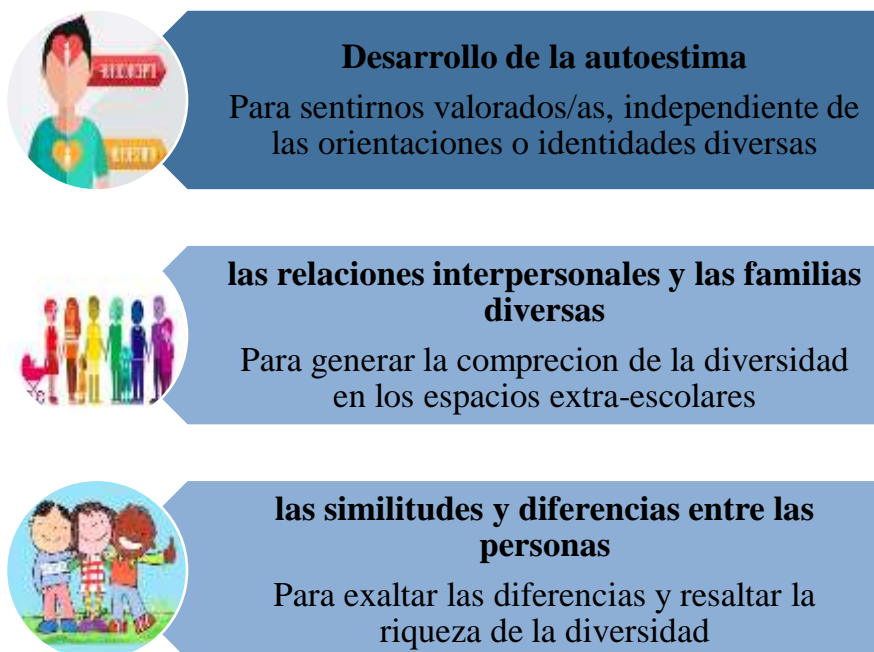 AUTOCONCEPTO
AUTOESTIMA
Desarrollo de la autoestima
Para sentirnos valorados/as, independiente de
las orientaciones o identidades diversas
las relaciones interpersonales y las familias
diversas
Para generar la comprecion de la diversidad
en los espacios extra-escolares
las similitudes y diferencias entre las
personas
Para exaltar las diferencias y resaltar la
riqueza de la diversidad